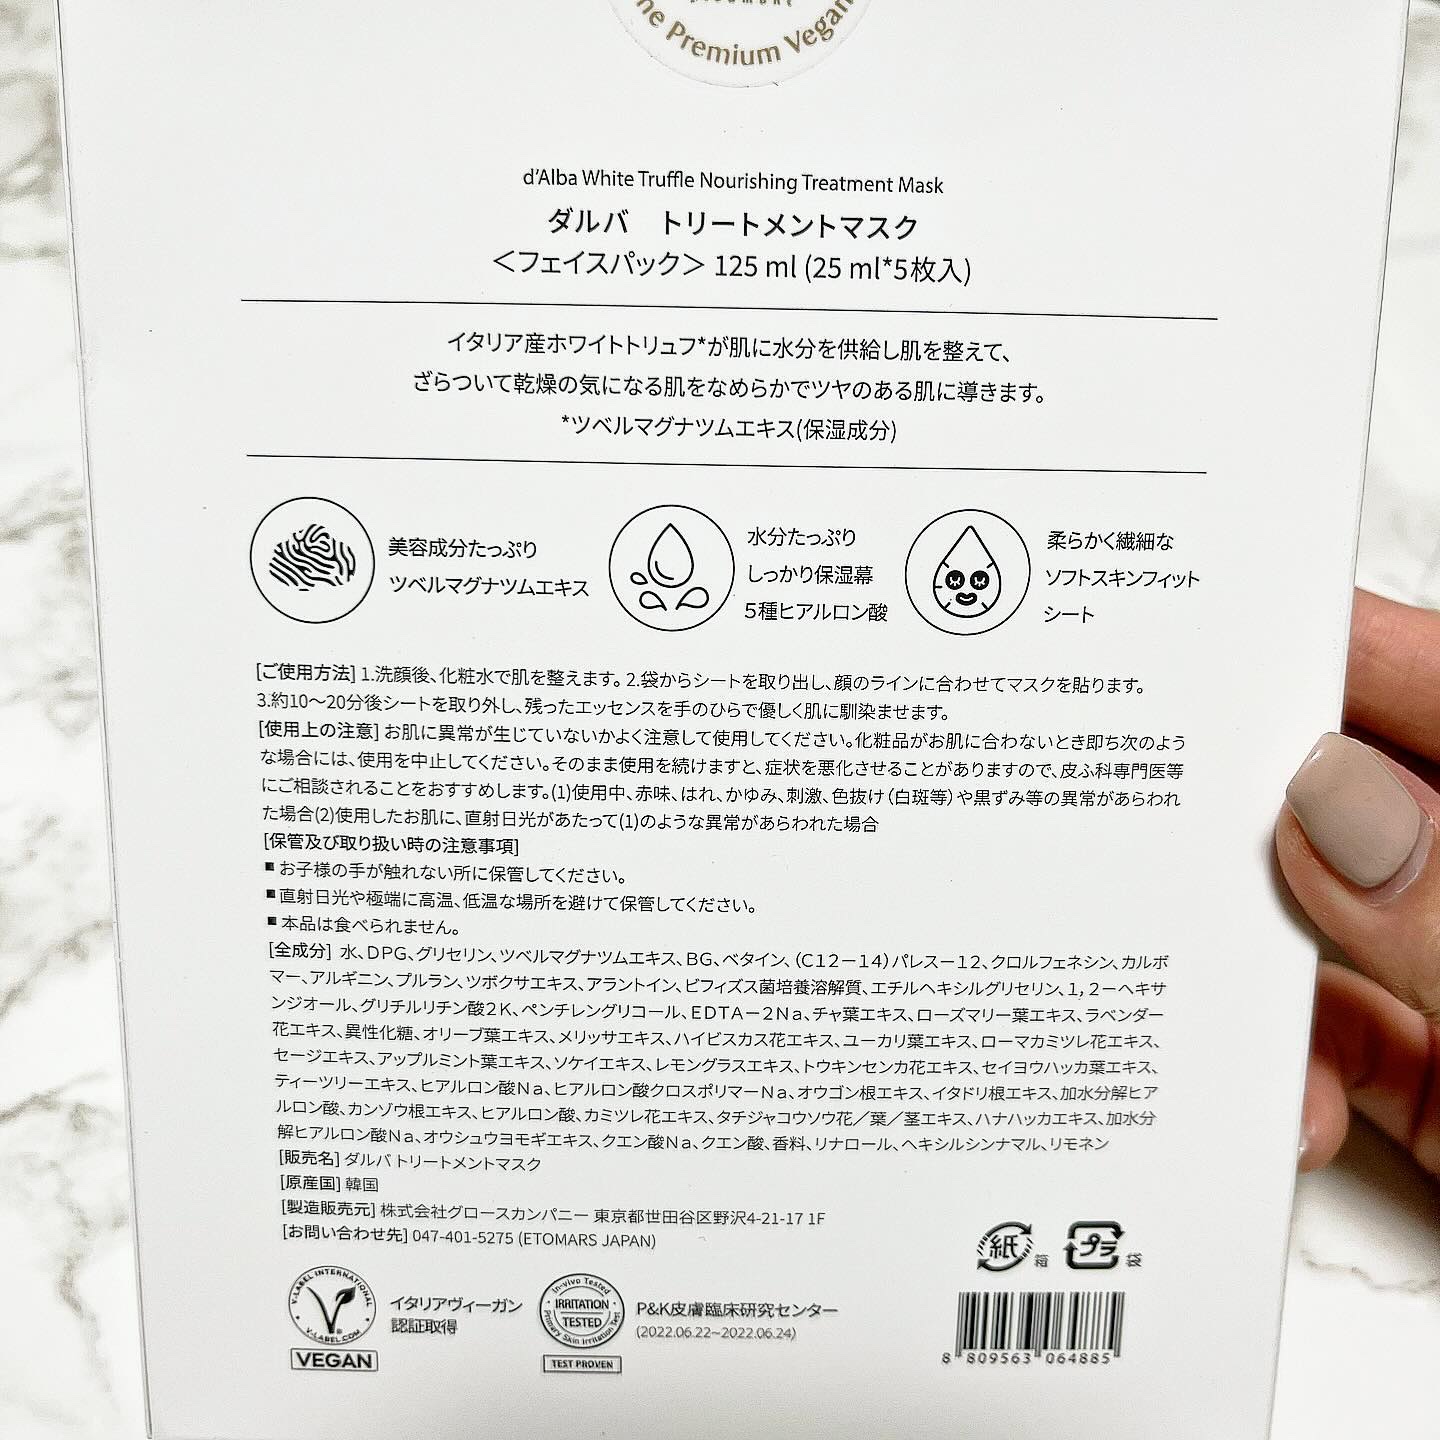 The Premium Vegan
d'Alba White Truffle Nourishing Treatment Mask
ダルバ　トリートメントマスク
＜フェイスパック＞ 125 ml (25 ml*5枚入)
イタリア産ホワイトトリュフ*が肌に水分を供給し肌を整えて、
ざらついて乾燥の気になる肌をなめらかでツヤのある肌に導きます。
*ツベルマグナツムエキス(保湿成分)
美容成分たっぷり
ツベルマグナツムエキス
水分たっぷり
しっかり保湿幕
5種ヒアルロン酸
柔らかく繊細な
ソフトスキンフィット
シート
[ご使用方法] 1.洗顔後、化粧水で肌を整えます。 2.袋からシートを取り出し、顔のラインに合わせてマスクを貼ります。
3.約10〜20分後シートを取り外し、残ったエッセンスを手のひらで優しく肌に馴染ませます。
[使用上の注意] お肌に異常が生じていないかよく注意して使用してください。化粧品がお肌に合わないとき即ち次のよう
な場合には、使用を中止してください。そのまま使用を続けますと、症状を悪化させることがありますので、皮ふ科専門医等
にご相談されることをおすすめします。(1)使用中、赤味、はれ、かゆみ、刺激、色抜け（白斑等）や黒ずみ等の異常があらわれ
た場合(2)使用したお肌に、直射日光があたって(1)のような異常があらわれた場合
[保管及び取り扱い時の注意事項]
■ お子様の手が触れない所に保管してください。
■ 直射日光や極端に高温、低温な場所を避けて保管してください。
■ 本品は食べられません。
[全成分] 水、DPG、グリセリン、ツベルマグナツムエキス、BG、ベタイン、（C12－14）パレス－12、クロルフェネシン、カルボ
マー、アルギニン、プルラン、ツボクサエキス、アラントイン、ビフィズス菌培養溶解質、エチルヘキシルグリセリン、1，2－ヘキサ
ンジオール、グリチルリチン酸2K、ペンチレングリコール、EDTA－2Na、チャ葉エキス、ローズマリー葉エキス、ラベンダー
花エキス、異性化糖、オリーブ葉エキス、メリッサエキス、ハイビスカス花エキス、ユーカリ葉エキス、ローマカミツレ花エキス、
セージエキス、アップルミント葉エキス、ソケイエキス、レモングラスエキス、トウキンセンカ花エキス、セイヨウハッカ葉エキス、
ティーツリーエキス、ヒアルロン酸Na、ヒアルロン酸クロスポリマーNa、オウゴン根エキス、イタドリ根エキス、加水分解ヒア
ルロン酸、カンゾウ根エキス、ヒアルロン酸、カミツレ花エキス、タチジャコウソウ花／葉／茎エキス、ハナハッカエキス、加水分
解ヒアルロン酸Na、オウシュウヨモギエキス、クエン酸Na、クエン酸、香料、リナロール、ヘキシルシンナマル、リモネン
[販売名] ダルバ トリートメントマスク
[原産国] 韓国
[製造販売元] 株式会社グロースカンパニー 東京都世田谷区野沢4-21-17 1F
[お問い合わせ先] 047-401-5275 (ETOMARS JAPAN)
紙 箱
プラ 袋
V-LABEL INTERNATIONAL
V-LABEL.COM
VEGAN
イタリアヴィーガン
認証取得
In-vivo Tested
IRRITATION
TESTED
Primary Skin Irritation Test
TEST PROVEN
P&K皮膚臨床研究センター
(2022.06.22~2022.06.24)
8 809563 064885